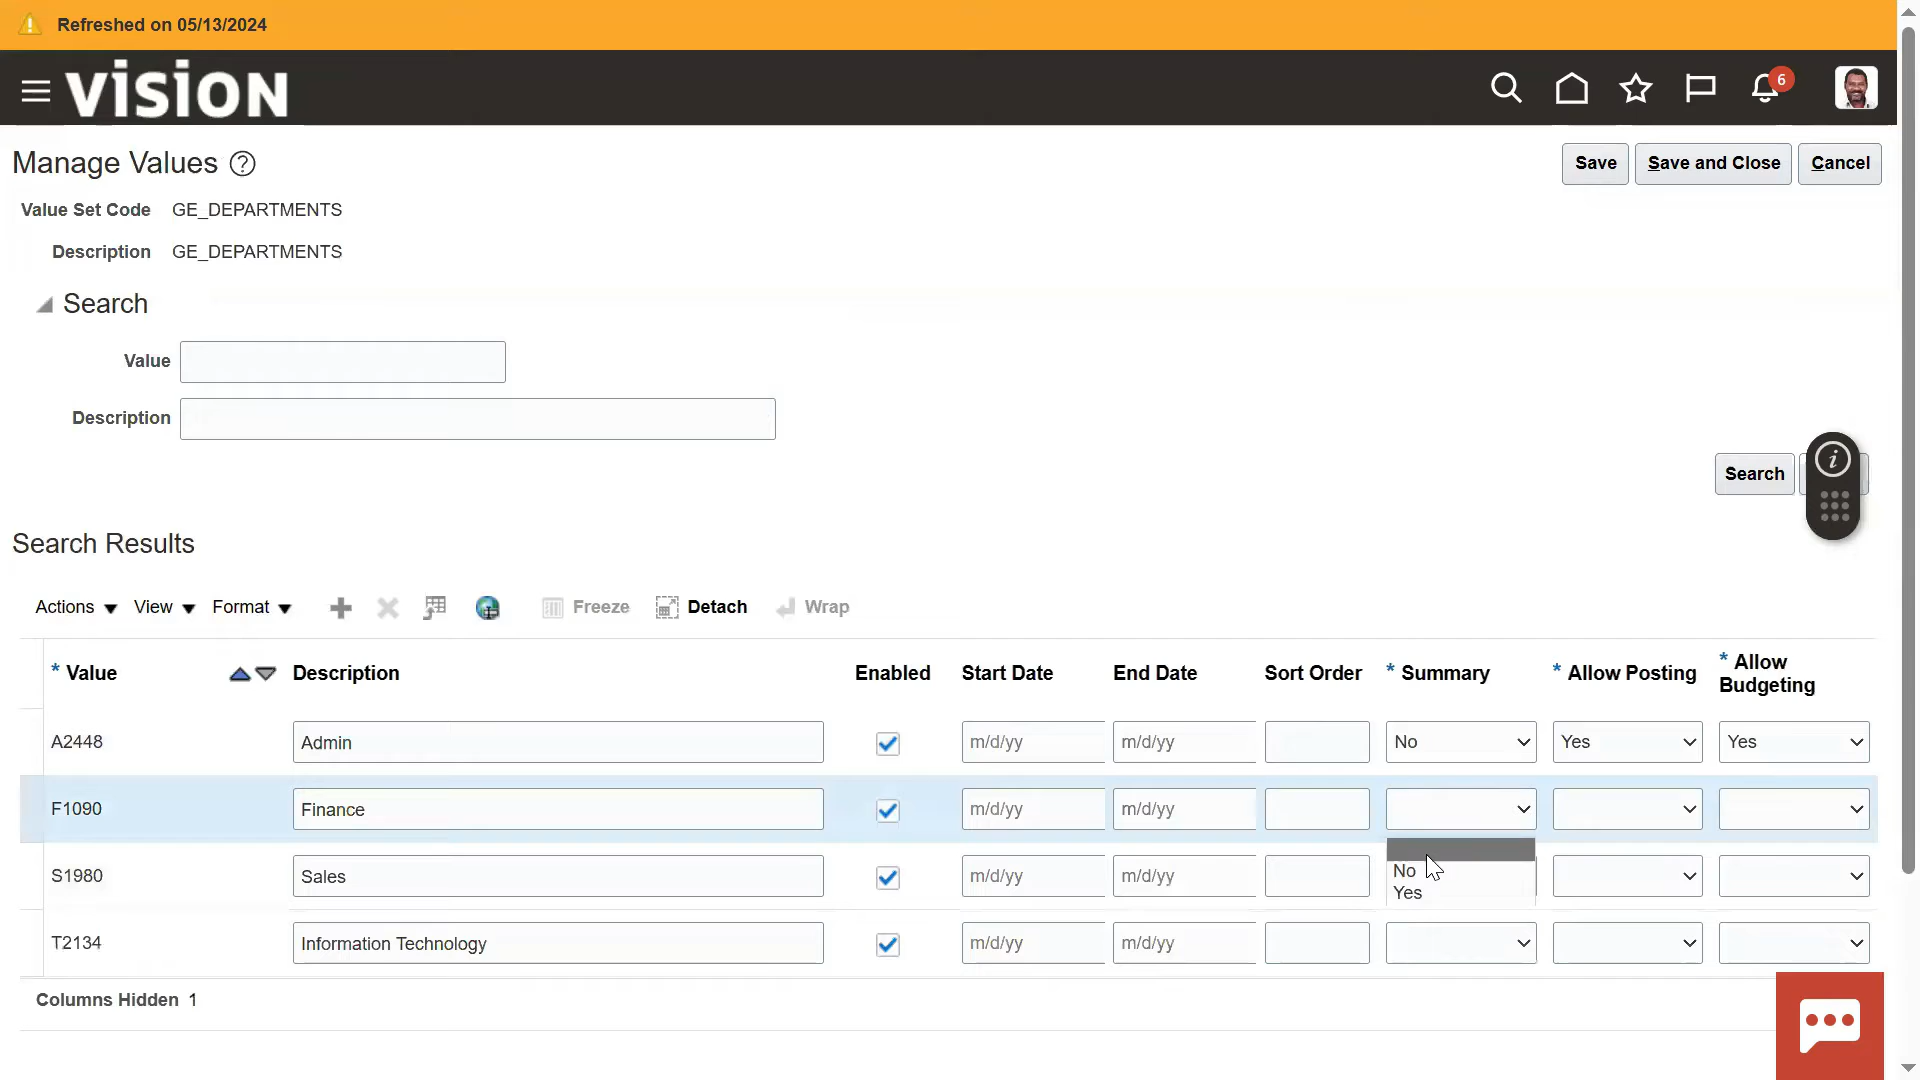 Refreshed on 05/13/2024
vision
6
Manage Values
Save Save and Close Cancel
Value Set Code GE_DEPARTMENTS
Description GE_DEPARTMENTS
Search
Value
Description
Search
Search Results
Actions View Format Freeze Detach Wrap
* Value Description Enabled Start Date End Date Sort Order * Summary * Allow Posting * Allow Budgeting
A2448 Admin m/d/yy m/d/yy No Yes Yes
F1090 Finance m/d/yy m/d/yy
S1980 Sales m/d/yy m/d/yy
No
Yes
T2134 Information Technology m/d/yy m/d/yy
Columns Hidden 1